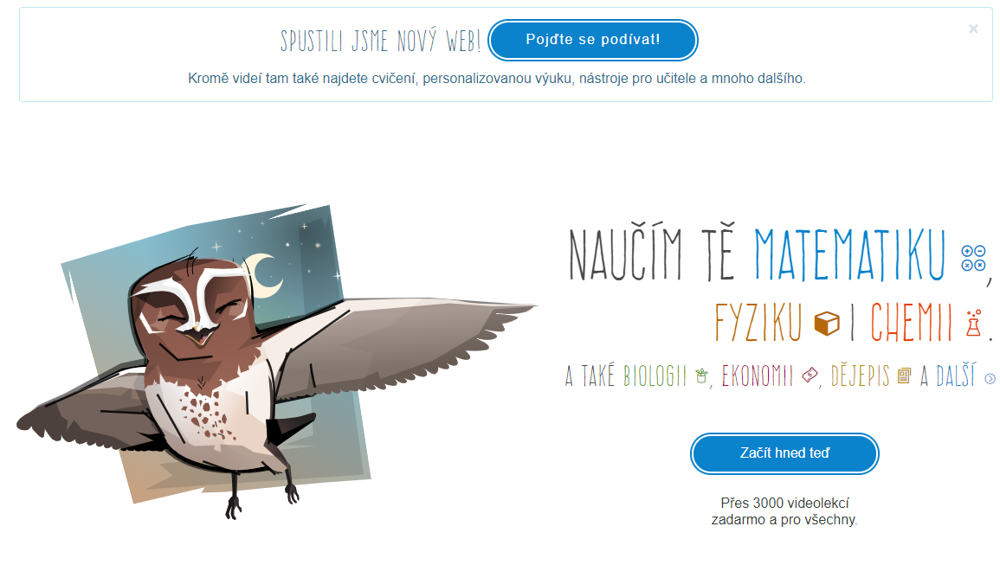 SPUSTILI JSME NOVÝ WEB! Pojďte se podívat!
Kromě videí tam také najdete cvičení, personalizovanou výuku, nástroje pro učitele a mnoho dalšího.
NAUČÍM TĚ MATEMATIKU ,
FYZIKU I CHEMII .
A TAKÉ BIOLOGII , EKONOMII , DĚJEPIS A DALŠÍ
Začít hned teď
Přes 3000 videolekcí
zadarmo a pro všechny.